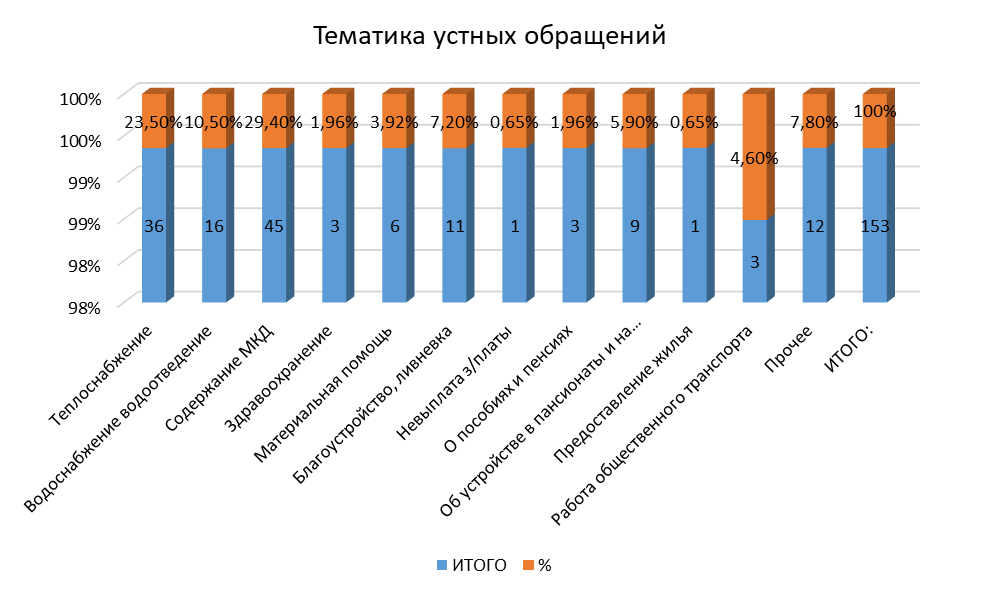 Тематика устных обращений
100%
100%
99%
99%
98%
98%
23,50% 10,50% 29,40% 1,96% 3,92% 7,20% 0,65% 1,96% 5,90% 0,65% 4,60% 7,80% 100%
36 16 45 3 6 11 1 3 9 1 3 12 153
Теплоснабжение
Водоснабжение водоотведение
Содержание МКД
Здравоохранение
Материальная помощь
Благоустройство, ливневка
Невыплата з/платы
О пособиях и пенсиях
Об устройстве в пансионаты и на...
Предоставление жилья
Работа общественного транспорта
Прочее
ИТОГО:
ИТОГО %